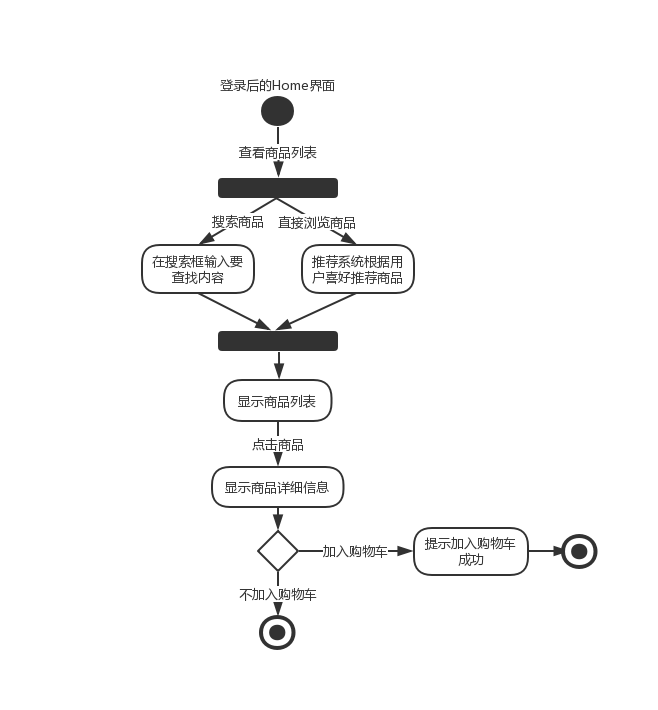 登录后的Home界面
查看商品列表
搜索商品
直接浏览商品
在搜索框输入要
查找内容
推荐系统根据用
户喜好推荐商品
显示商品列表
点击商品
显示商品详细信息
加入购物车
提示加入购物车
成功
不加入购物车